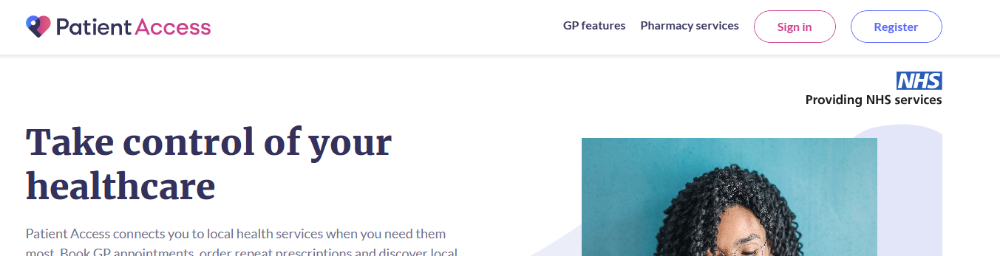 Patient Access
GP features
Pharmacy services
Sign in
Register
NHS
Providing NHS services
Take control of your
healthcare
Patient Access connects you to local health services when you need them
most. Book GP appointments, order repeat prescriptions and discover local